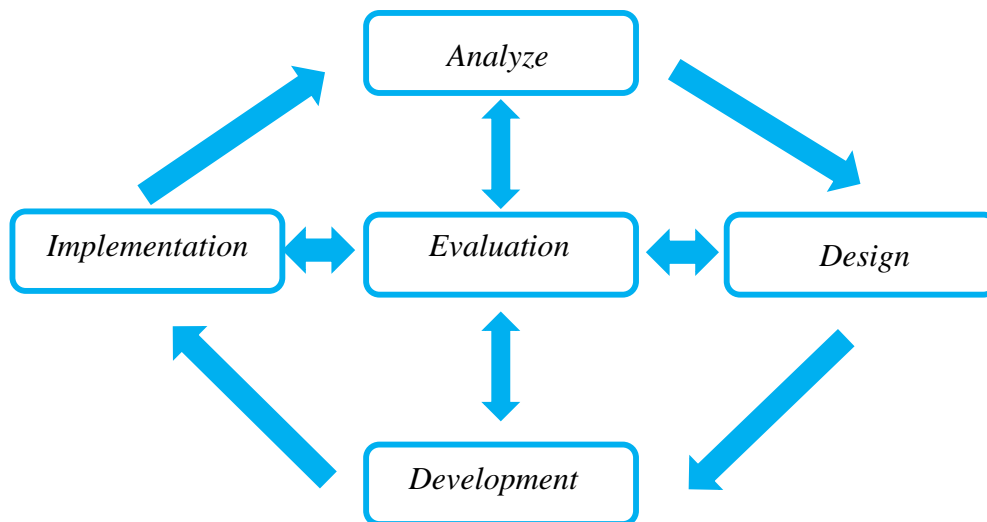 Analyze
Implementation
Evaluation
Design
Development